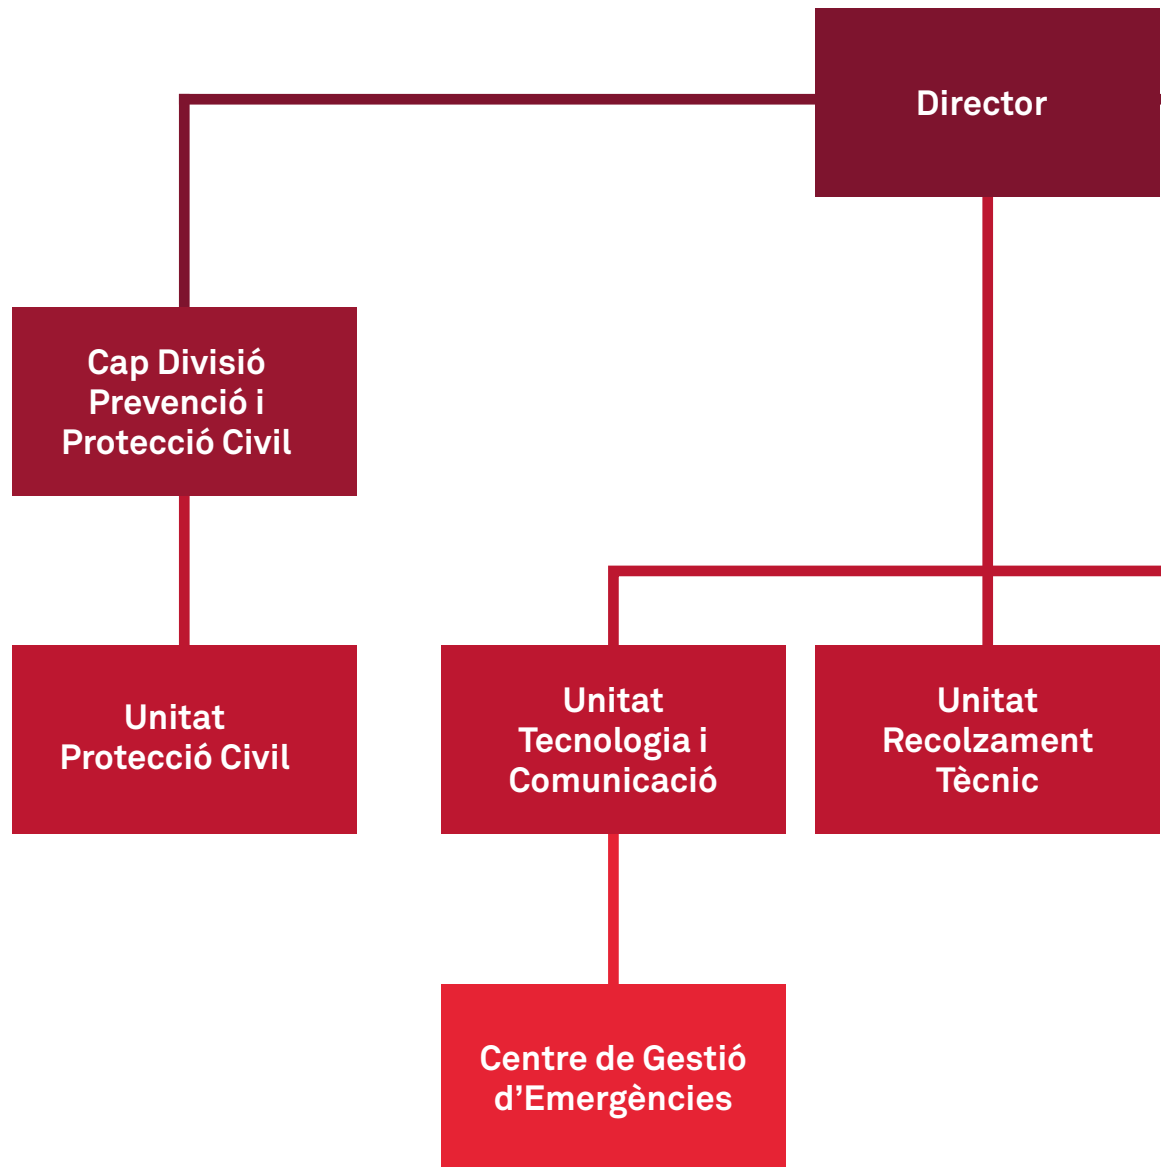 Director
Cap Divisió
Prevenció i
Protecció Civil
Unitat
Protecció Civil
Unitat
Tecnologia i
Comunicació
Unitat
Recolzament
Tècnic
Centre de Gestió
d’Emergències